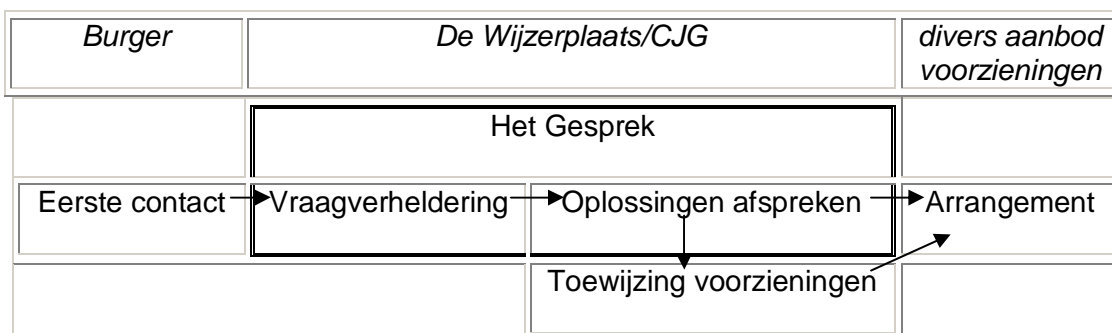 Burger De Wijzerplaats/CJG divers aanbod
voorzieningen
Het Gesprek
Eerste contact Vraagverheldering Oplossingen afspreken Arrangement
Toewijzing voorzieningen